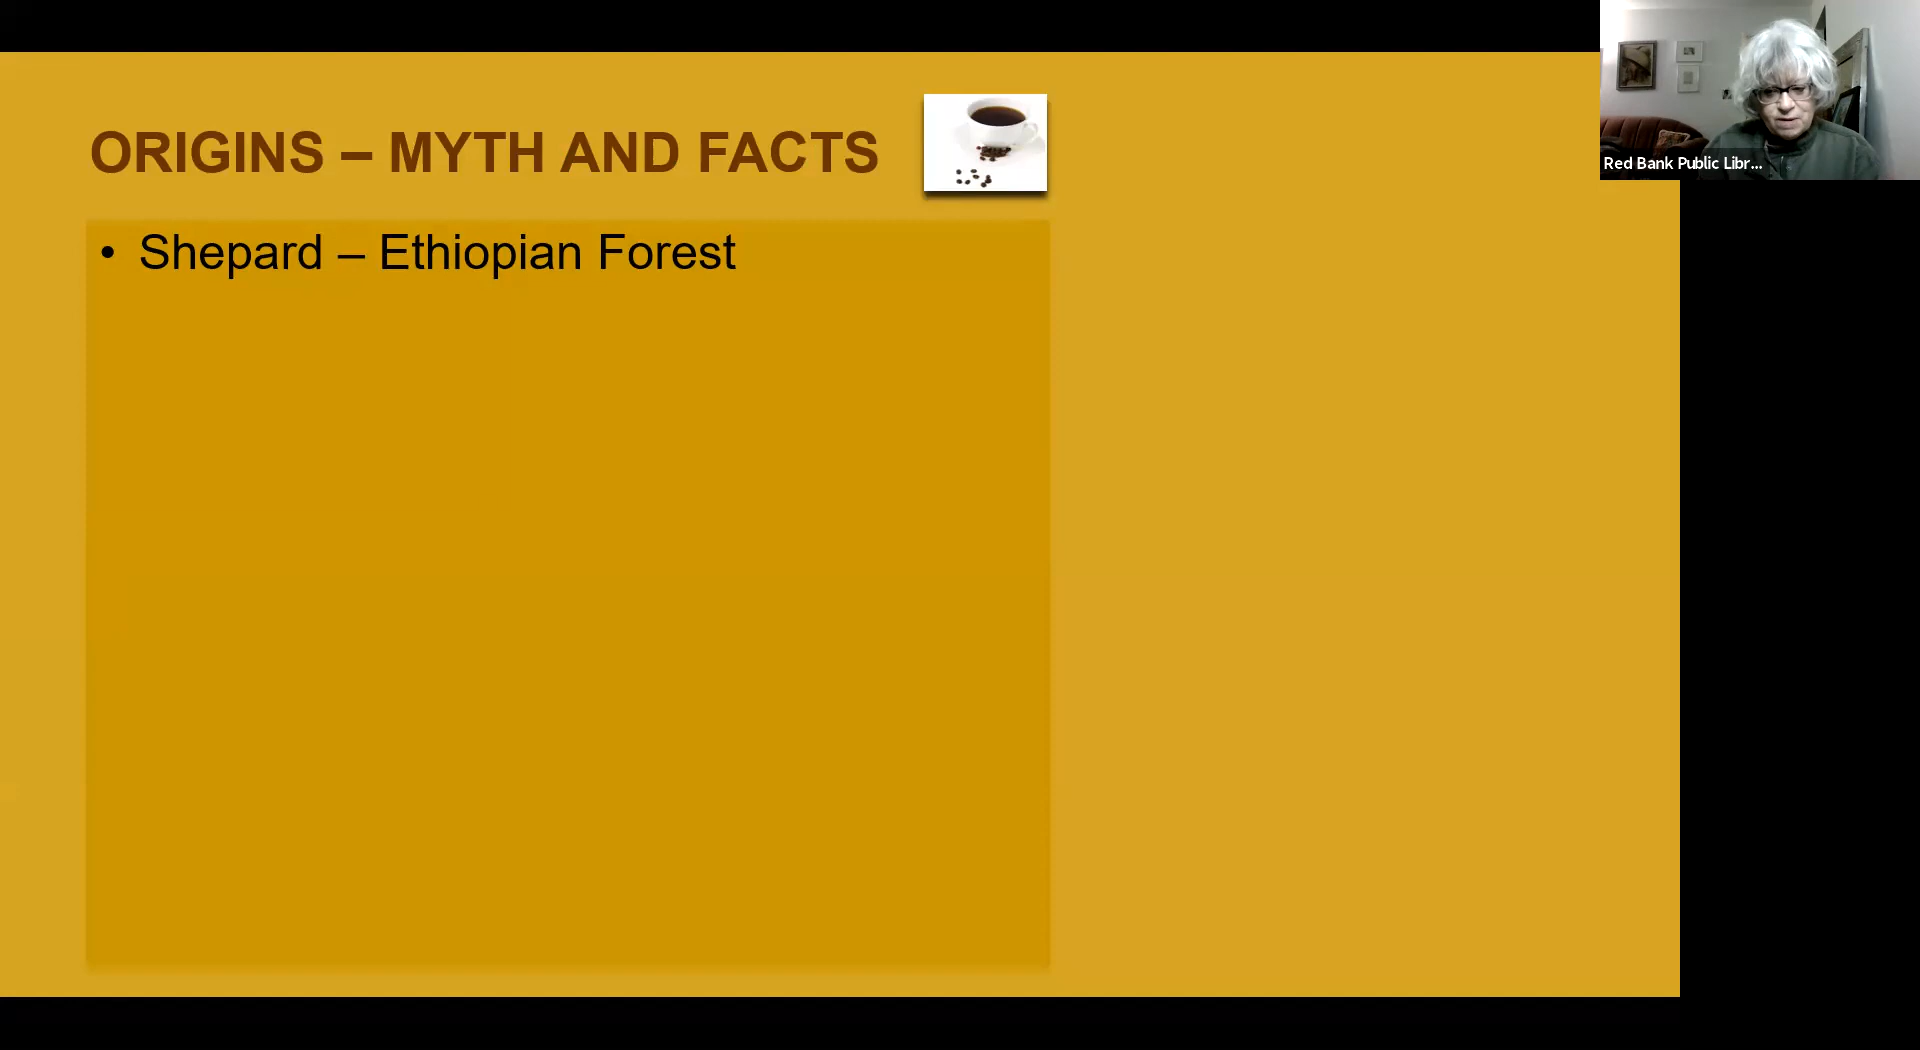 ORIGINS – MYTH AND FACTS
• Shepard – Ethiopian Forest
Red Bank Public Libr...